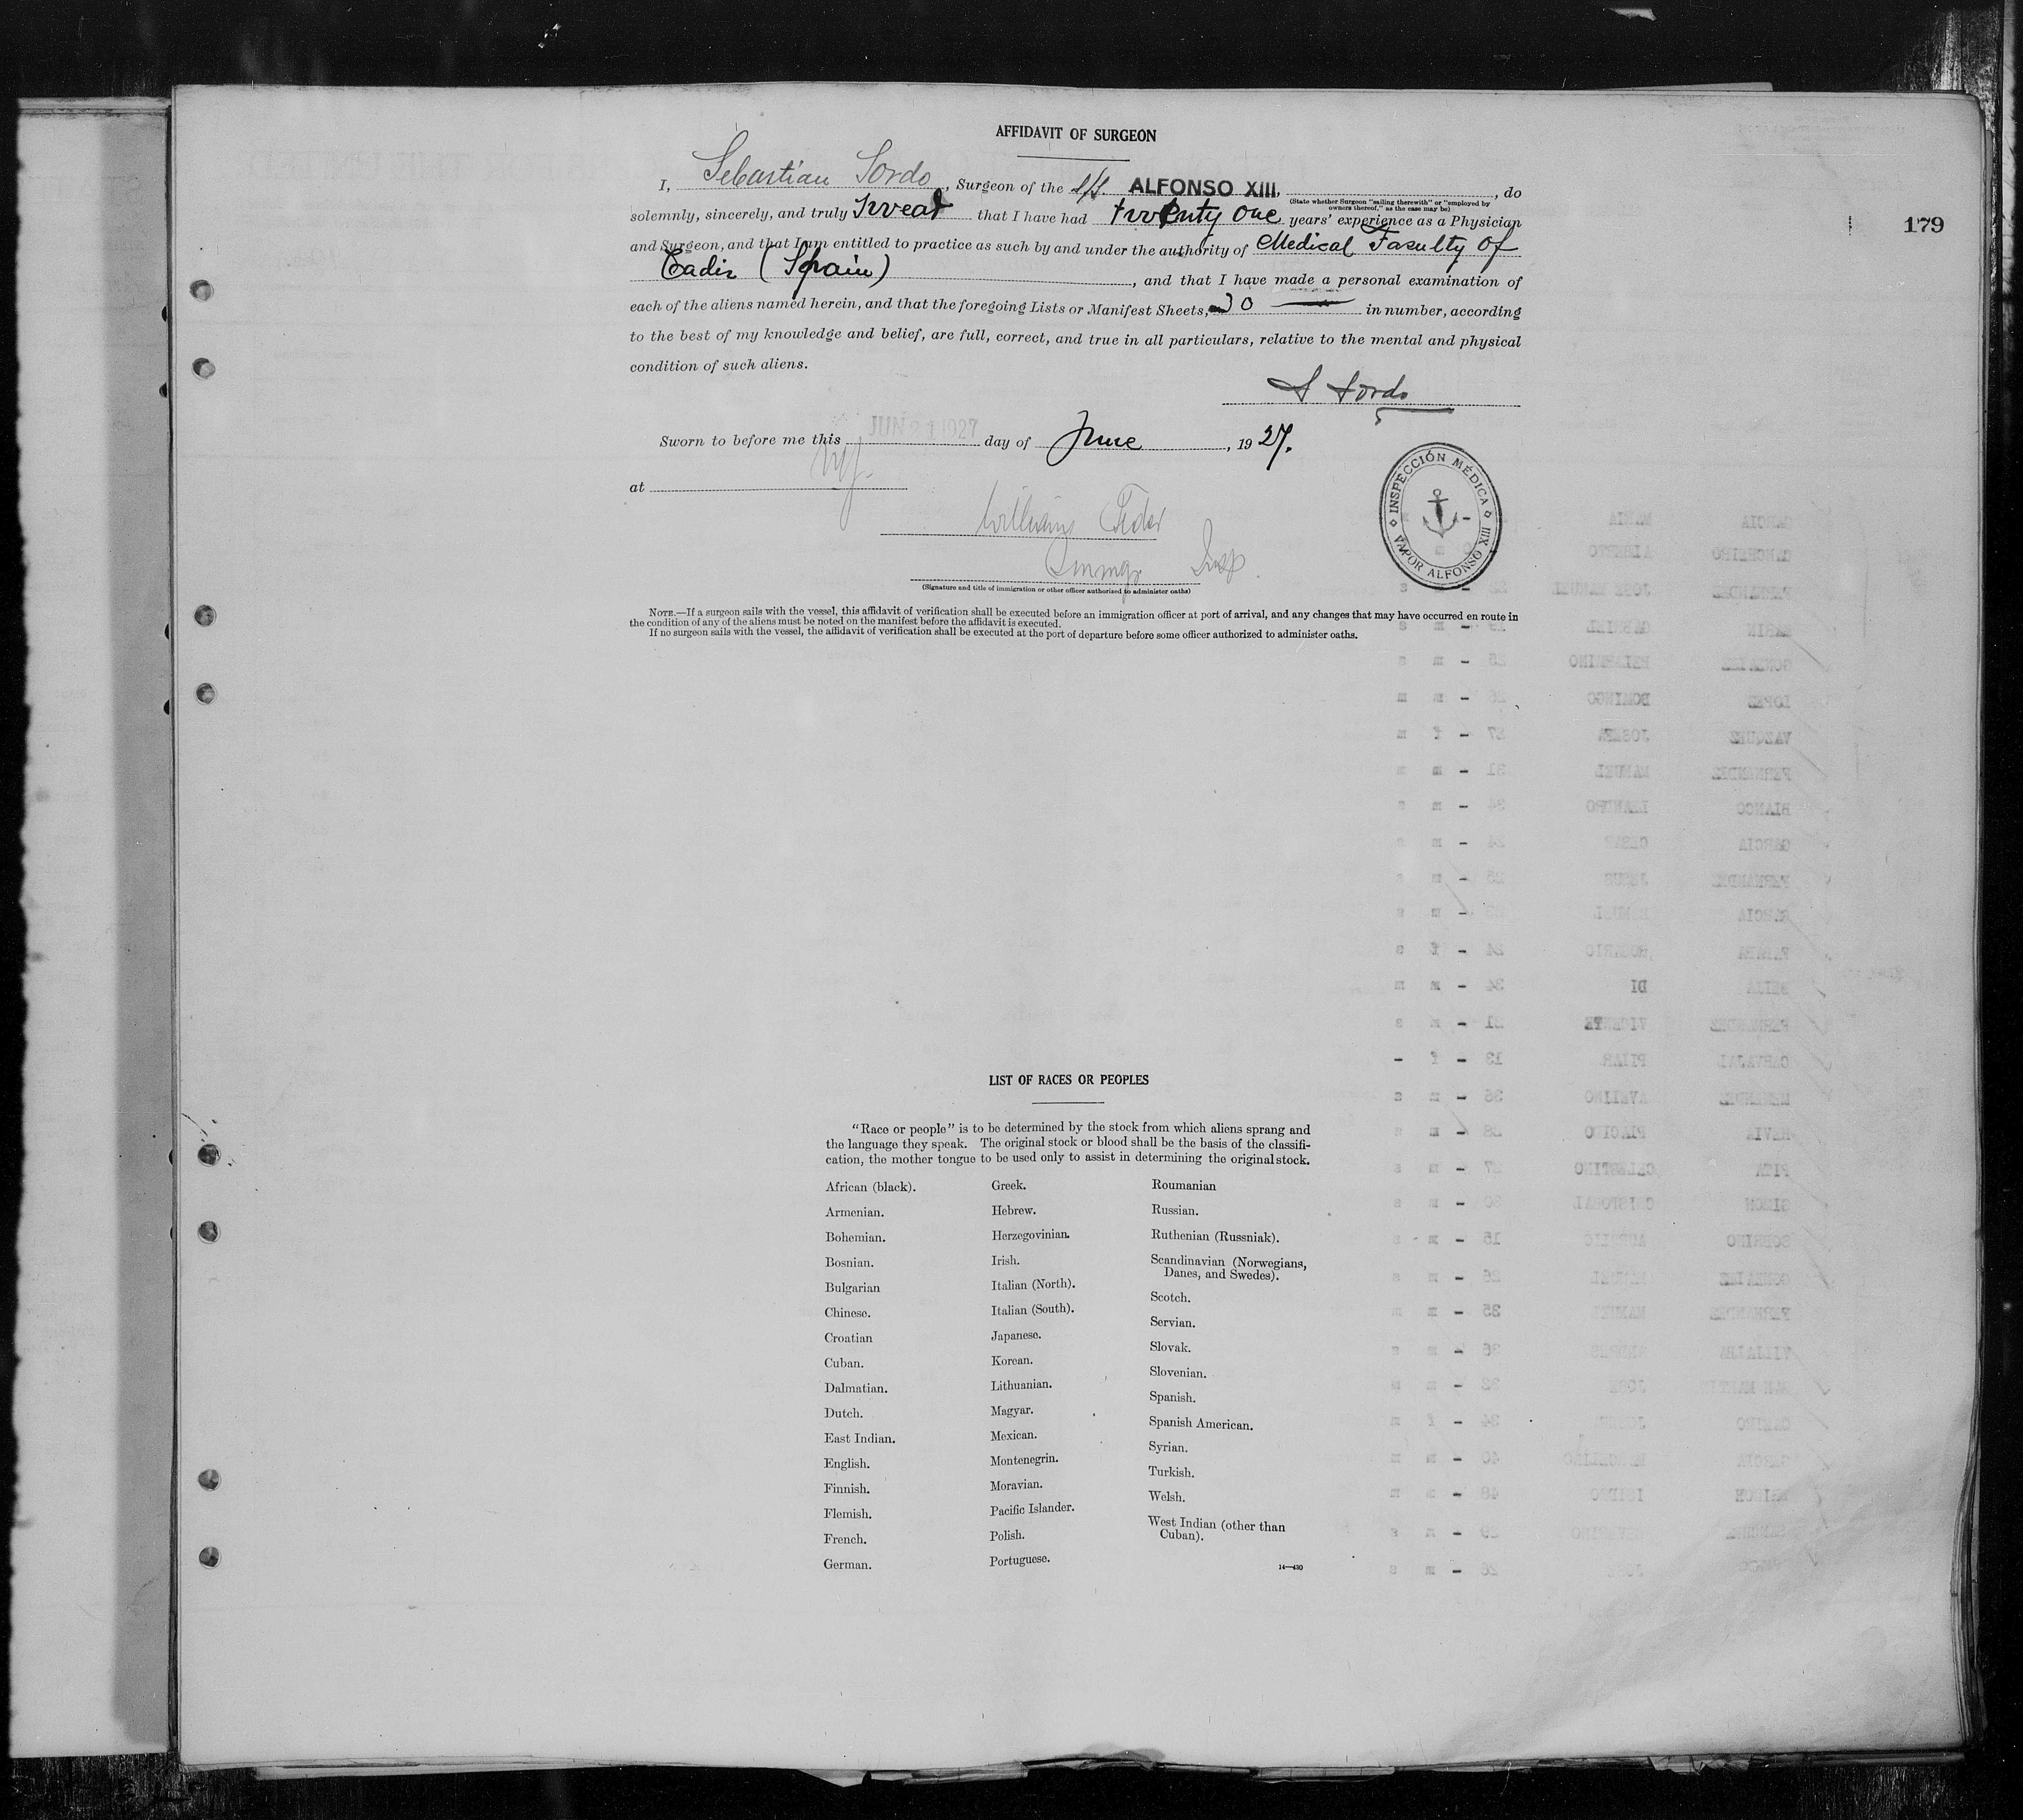 AFFIDAVIT OF SURGEON
I, Sebastian Sordo, Surgeon of the S/S. ALFONSO XIII, , do
(State whether Surgeon "sailing therewith" or "employed by
owners thereof," as the case may be)
solemnly, sincerely, and truly swear that I have had twenty one years' experience as a Physician
and Surgeon, and that I am entitled to practice as such by and under the authority of Medical Faculty of
Cadiz (Spain) , and that I have made a personal examination of
each of the aliens named herein, and that the foregoing Lists or Manifest Sheets, 30 in number, according
to the best of my knowledge and belief, are full, correct, and true in all particulars, relative to the mental and physical
condition of such aliens.
S Sordo
Sworn to before me this JUN 21 1927 day of June , 1927.
at NY.
William
Immig. Insp.
(Signature and title of immigration or other officer authorized to administer oaths)
INSPECCIÓN MÉDICA
VAPOR ALFONSO XIII
NOTE.—If a surgeon sails with the vessel, this affidavit of verification shall be executed before an immigration officer at port of arrival, and any changes that may have occurred en route in
the condition of any of the aliens must be noted on the manifest before the affidavit is executed.
If no surgeon sails with the vessel, the affidavit of verification shall be executed at the port of departure before some officer authorized to administer oaths.
179
LIST OF RACES OR PEOPLES
"Race or people" is to be determined by the stock from which aliens sprang and
the language they speak. The original stock or blood shall be the basis of the classifi-
cation, the mother tongue to be used only to assist in determining the original stock.
African (black).
Armenian.
Bohemian.
Bosnian.
Bulgarian
Chinese.
Croatian
Cuban.
Dalmatian.
Dutch.
East Indian.
English.
Finnish.
Flemish.
French.
German.
Greek.
Hebrew.
Herzegovinian.
Irish.
Italian (North).
Italian (South).
Japanese.
Korean.
Lithuanian.
Magyar.
Mexican.
Montenegrin.
Moravian.
Pacific Islander.
Polish.
Portuguese.
Roumanian
Russian.
Ruthenian (Russniak).
Scandinavian (Norwegians,
Danes, and Swedes).
Scotch.
Servian.
Slovak.
Slovenian.
Spanish.
Spanish American.
Syrian.
Turkish.
Welsh.
West Indian (other than
Cuban).
14—430